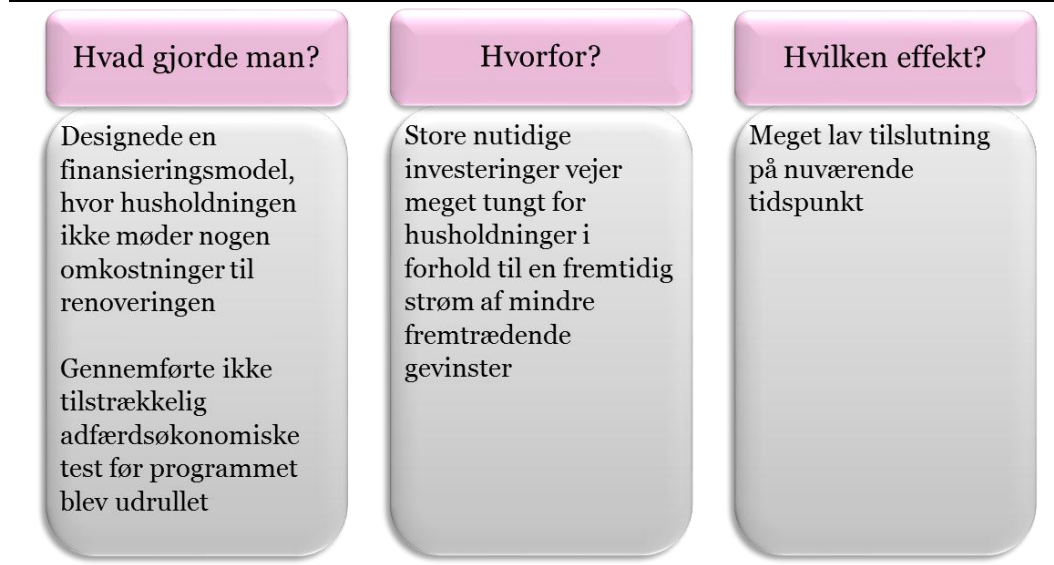 Hvad gjorde man?
Designede en
finansieringsmodel,
hvor husholdningen
ikke møder nogen
omkostninger til
renoveringen
Gennemførte ikke
tilstrækkelig
adfærdsøkonomiske
test før programmet
blev udrullet
Hvorfor?
Store nutidige
investeringer vejer
meget tungt for
husholdninger i
forhold til en fremtidig
strøm af mindre
fremtrædende
gevinster
Hvilken effekt?
Meget lav tilslutning
på nuværende
tidspunkt